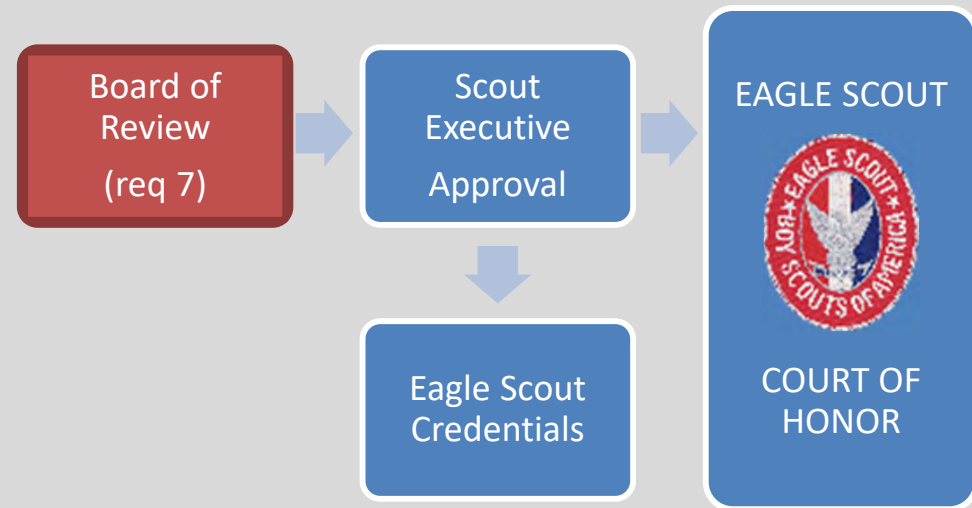 Board of
Review
(req 7)
Scout
Executive
Approval
Eagle Scout
Credentials
EAGLE SCOUT
★EAGLE SCOUT★
BOY SCOUTS OF AMERICA
COURT OF
HONOR